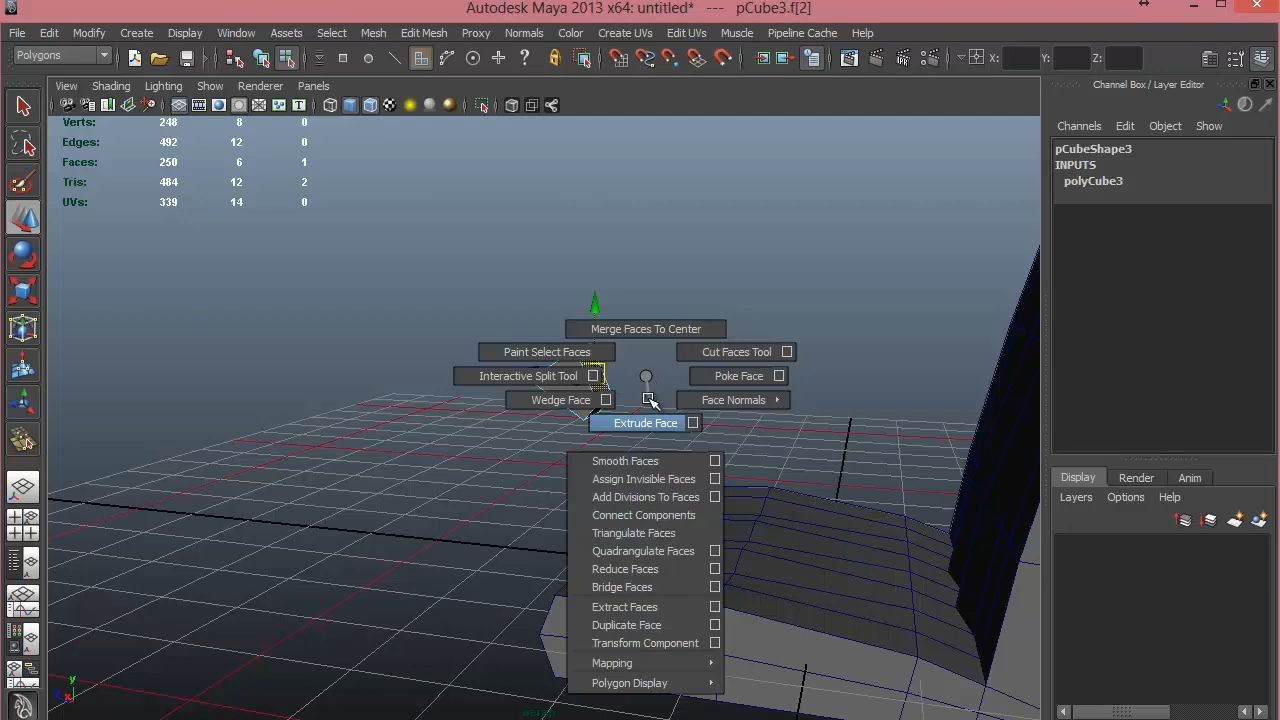 Autodesk Maya 2013 x64: untitled* --- pCube3.f[2]
File Edit Modify Create Display Window Assets Select Mesh Edit Mesh Proxy Normals Color Create UVs Edit UVs Muscle Pipeline Cache Help
Polygons X: Y: Z:
View Shading Lighting Show Renderer Panels
Channel Box / Layer Editor
Verts: 248 8 0
Edges: 492 12 0
Faces: 250 6 1
Tris: 484 12 2
UVs: 339 14 0
Channels Edit Object Show
pCubeShape3
INPUTS
polyCube3
Merge Faces To Center
Paint Select Faces
Cut Faces Tool
Interactive Split Tool
Poke Face
Wedge Face
Face Normals
Extrude Face
Smooth Faces
Assign Invisible Faces
Add Divisions To Faces
Connect Components
Triangulate Faces
Quadrangulate Faces
Reduce Faces
Bridge Faces
Extract Faces
Duplicate Face
Transform Component
Mapping
Polygon Display
Display Render Anim
Layers Options Help
y
z x
persp